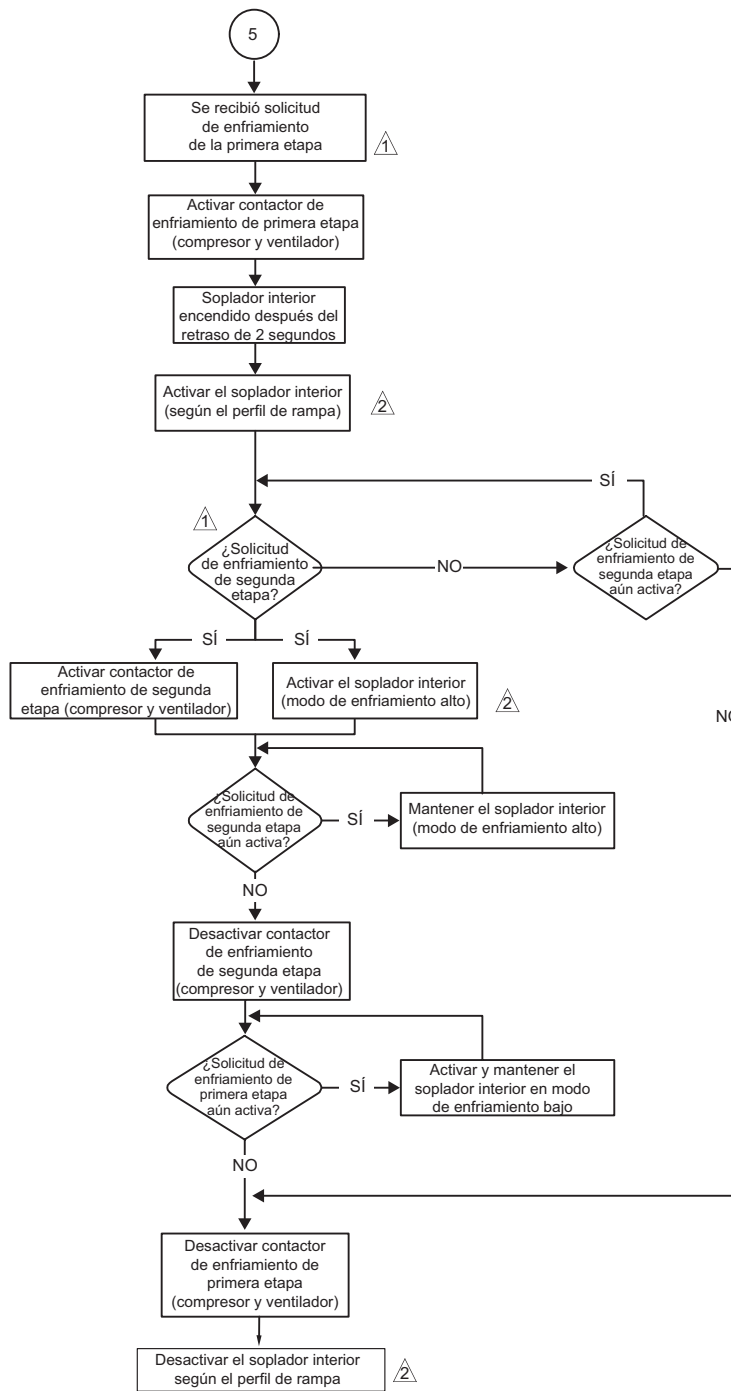 5
Se recibió solicitud
de enfriamiento
de la primera etapa
1
Activar contactor de
enfriamiento de primera etapa
(compresor y ventilador)
Soplador interior
encendido después del
retraso de 2 segundos
Activar el soplador interior
(según el perfil de rampa)
2
SÍ
1
¿Solicitud
de enfriamiento
de segunda
etapa?
NO
¿Solicitud de
enfriamiento de
segunda etapa
aún activa?
SÍ
SÍ
Activar contactor de
enfriamiento de segunda
etapa (compresor y ventilador)
Activar el soplador interior
(modo de enfriamiento alto)
2
NO
¿Solicitud de
enfriamiento de
segunda etapa
aún activa?
SÍ
Mantener el soplador interior
(modo de enfriamiento alto)
NO
Desactivar contactor
de enfriamiento
de segunda etapa
(compresor y ventilador)
¿Solicitud de
enfriamiento de
primera etapa
aún activa?
SÍ
Activar y mantener el
soplador interior en modo
de enfriamiento bajo
NO
Desactivar contactor
de enfriamiento de
primera etapa
(compresor y ventilador)
Desactivar el soplador interior
según el perfil de rampa
2